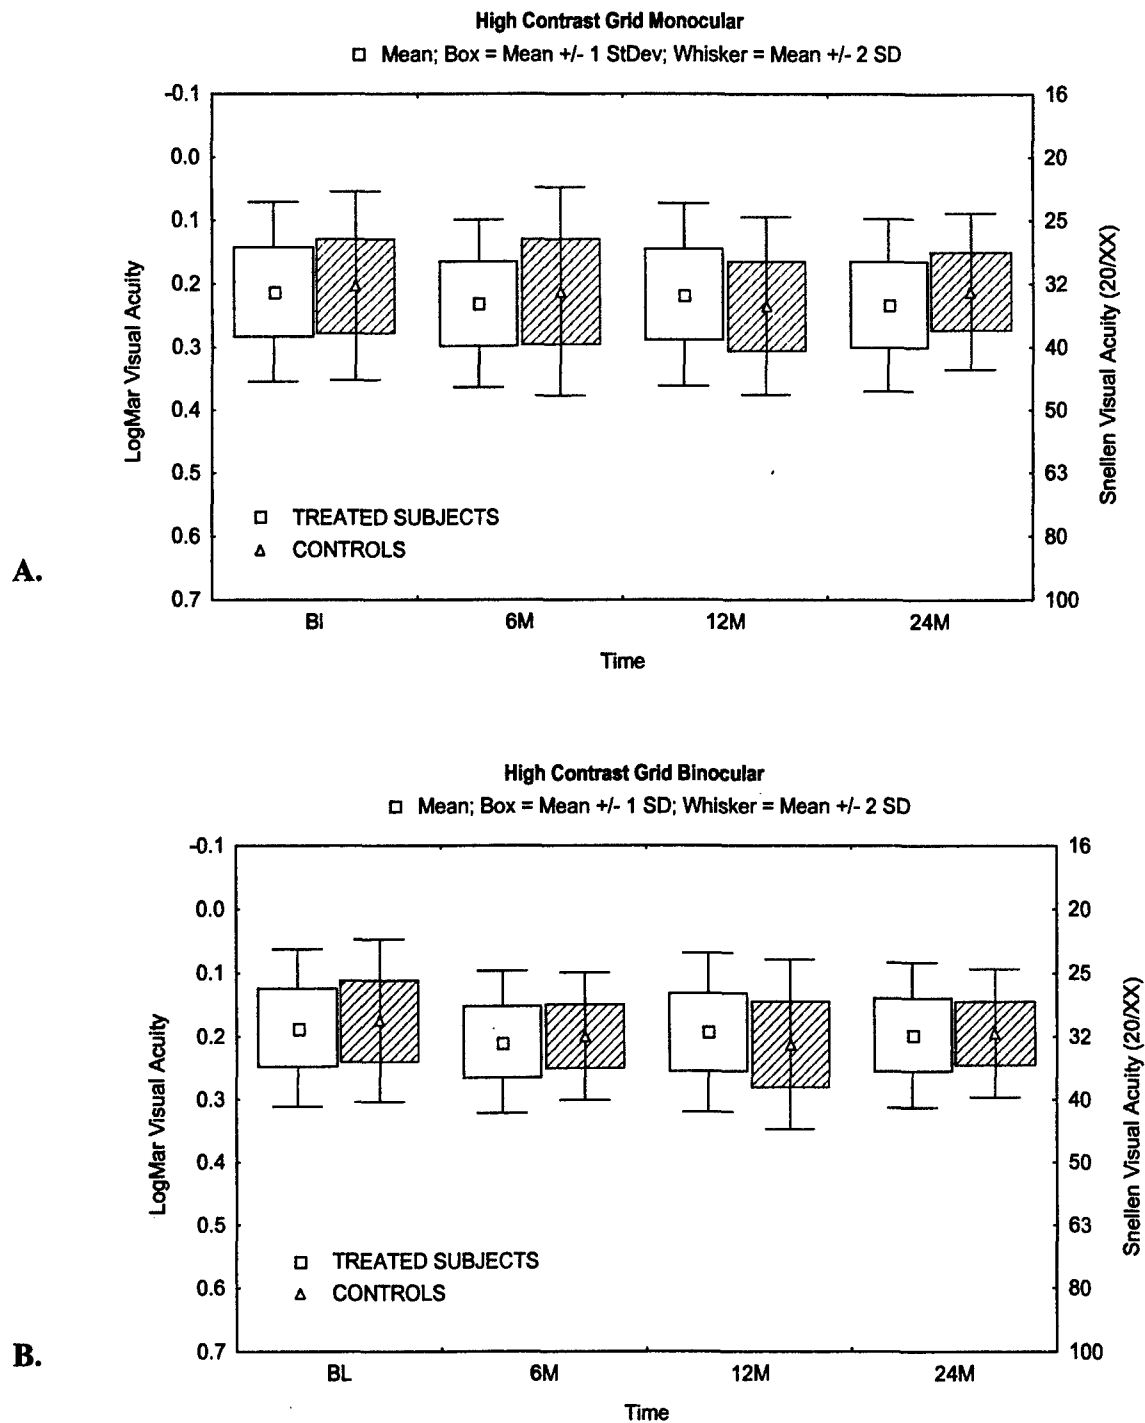 High Contrast Grid Monocular
Mean; Box = Mean +/- 1 StDev; Whisker = Mean +/- 2 SD
-0.1
0.0
0.1
0.2
0.3
0.4
0.5
0.6
0.7
LogMar Visual Acuity
16
20
25
32
40
50
63
80
100
Snellen Visual Acuity (20/XX)
TREATED SUBJECTS
CONTROLS
A.
Bl 6M 12M 24M
Time
High Contrast Grid Binocular
Mean; Box = Mean +/- 1 SD; Whisker = Mean +/- 2 SD
-0.1
0.0
0.1
0.2
0.3
0.4
0.5
0.6
0.7
LogMar Visual Acuity
16
20
25
32
40
50
63
80
100
Snellen Visual Acuity (20/XX)
TREATED SUBJECTS
CONTROLS
B.
BL 6M 12M 24M
Time